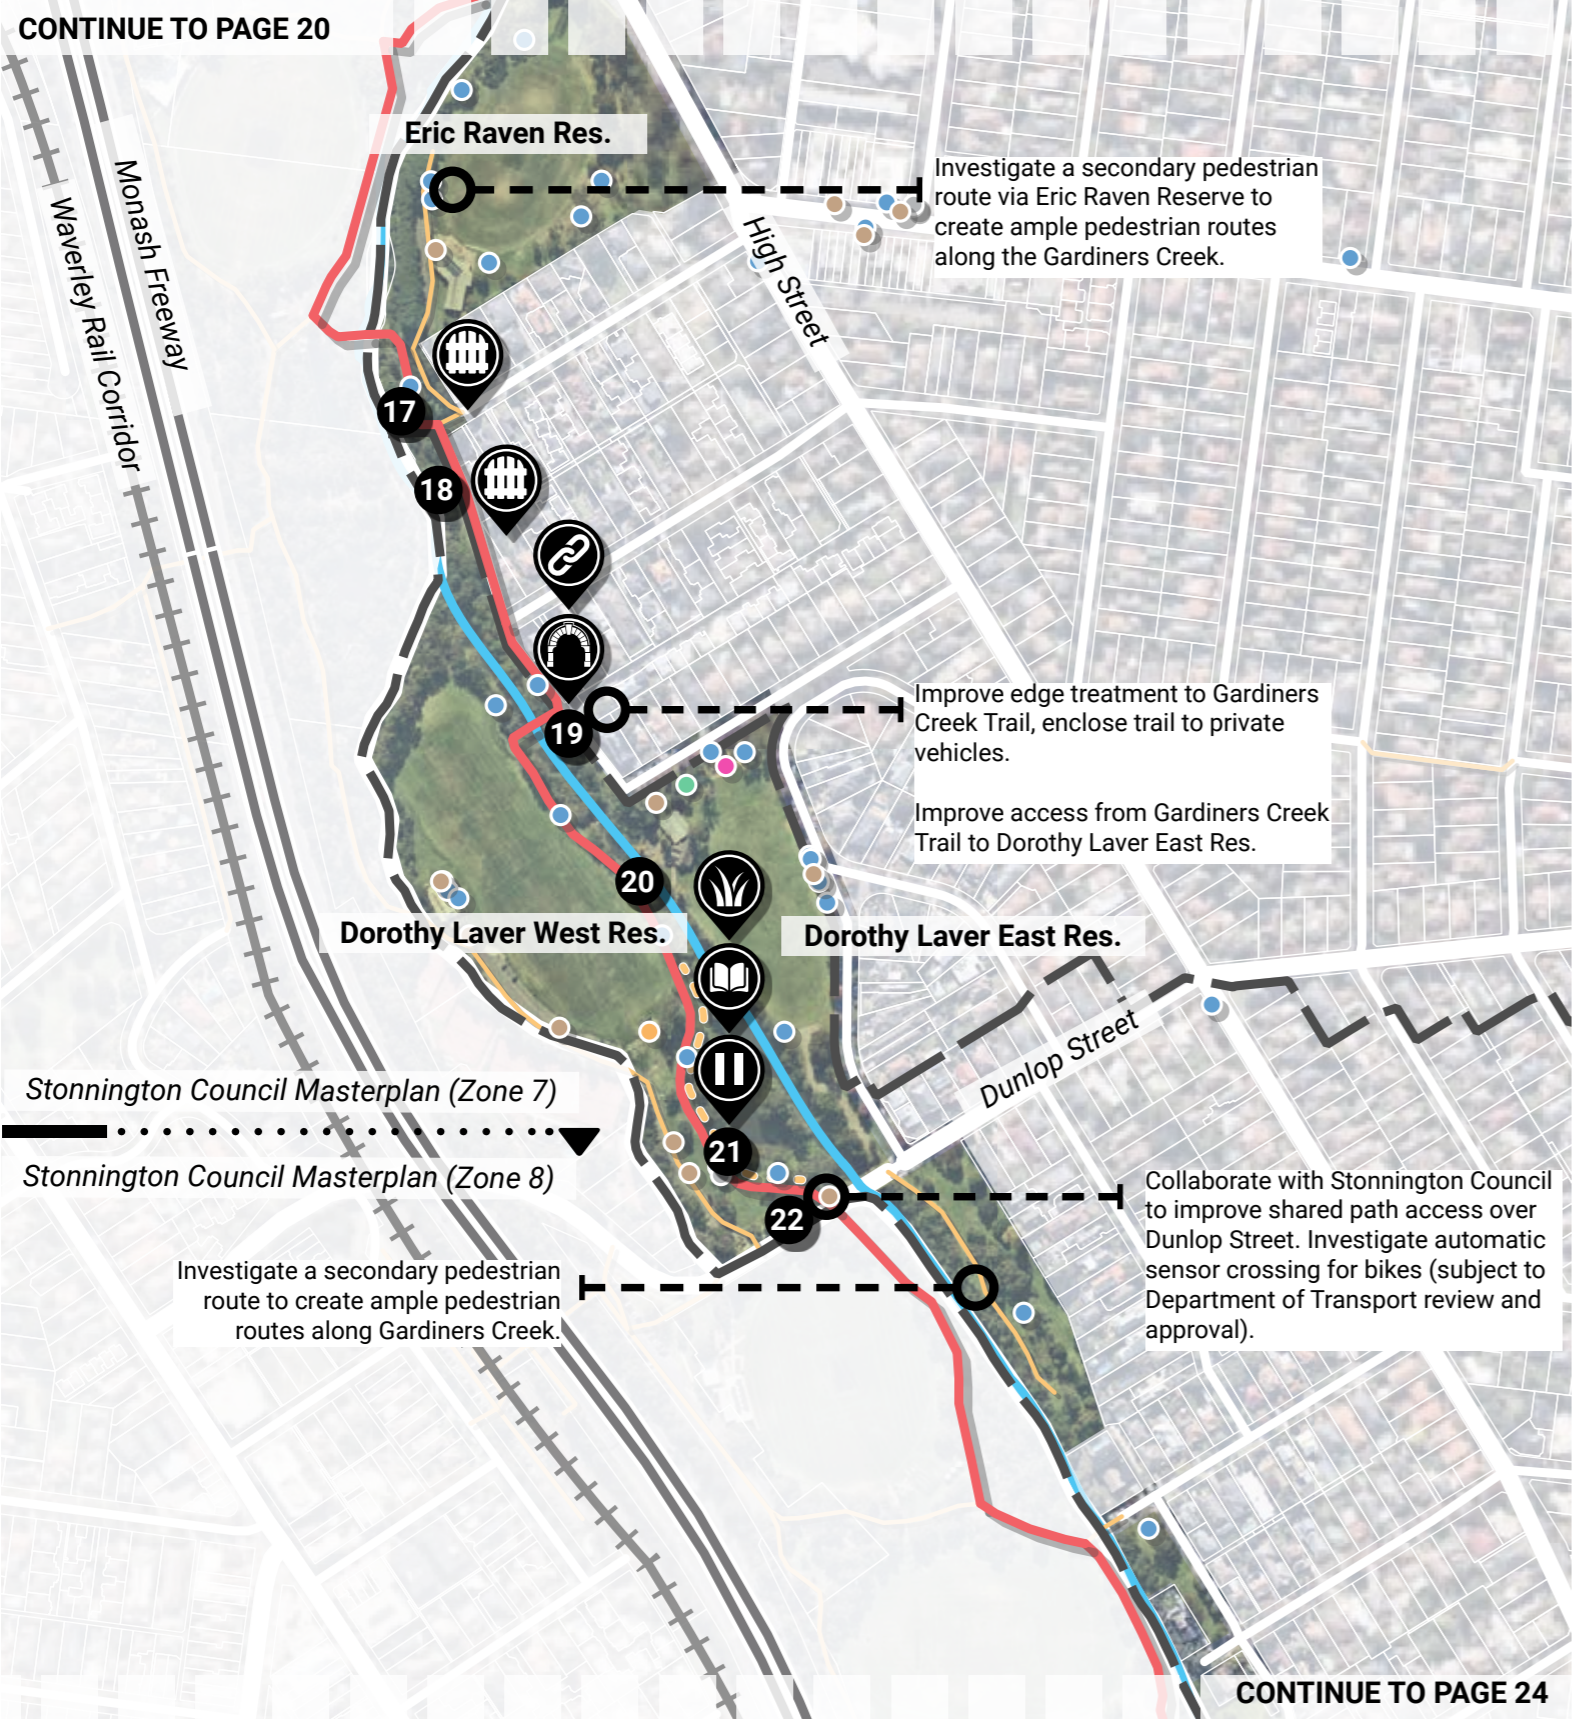 CONTINUE TO PAGE 20
Eric Raven Res.
Investigate a secondary pedestrian
route via Eric Raven Reserve to
create ample pedestrian routes
along the Gardiners Creek.
Monash Freeway
Waverley Rail Corridor
High Street
17
18
19
Improve edge treatment to Gardiners
Creek Trail, enclose trail to private
vehicles.
Improve access from Gardiners Creek
Trail to Dorothy Laver East Res.
20
Dorothy Laver West Res.
Dorothy Laver East Res.
Dunlop Street
Stonnington Council Masterplan (Zone 7)
Stonnington Council Masterplan (Zone 8)
21
22
Collaborate with Stonnington Council
to improve shared path access over
Dunlop Street. Investigate automatic
sensor crossing for bikes (subject to
Department of Transport review and
approval).
Investigate a secondary pedestrian
route to create ample pedestrian
routes along Gardiners Creek.
CONTINUE TO PAGE 24